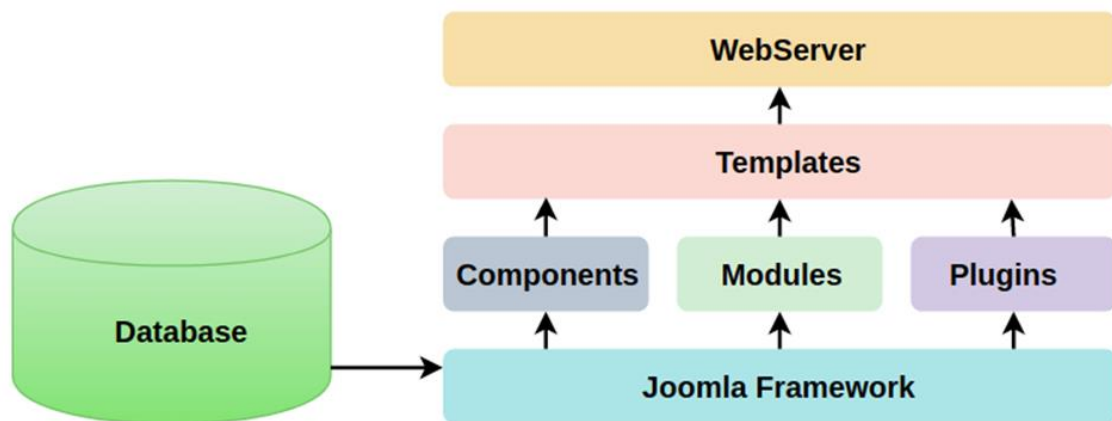 WebServer
Templates
Components
Modules
Plugins
Database
Joomla Framework